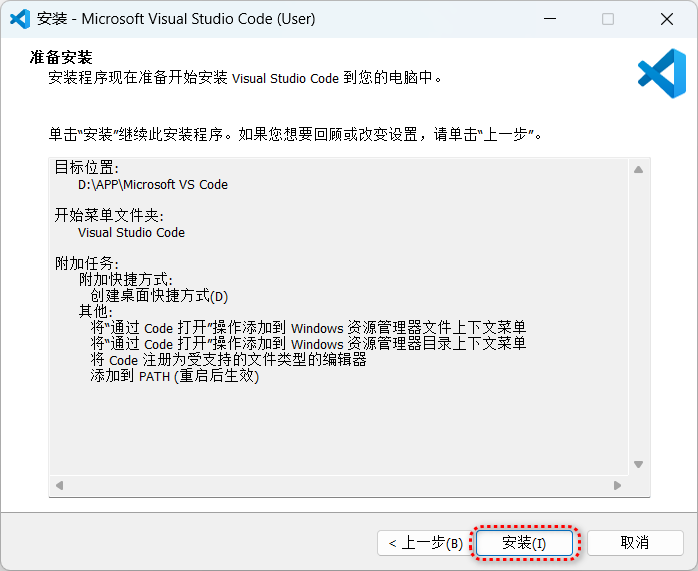 安装 - Microsoft Visual Studio Code (User)
准备安装
安装程序现在准备开始安装 Visual Studio Code 到您的电脑中。
单击“安装”继续此安装程序。如果您想要回顾或改变设置，请单击“上一步”。
目标位置:
D:\APP\Microsoft VS Code
开始菜单文件夹:
Visual Studio Code
附加任务:
附加快捷方式:
创建桌面快捷方式(D)
其他:
将“通过 Code 打开”操作添加到 Windows 资源管理器文件上下文菜单
将“通过 Code 打开”操作添加到 Windows 资源管理器目录上下文菜单
将 Code 注册为受支持的文件类型的编辑器
添加到 PATH (重启后生效)
< 上一步(B) 安装(I) 取消